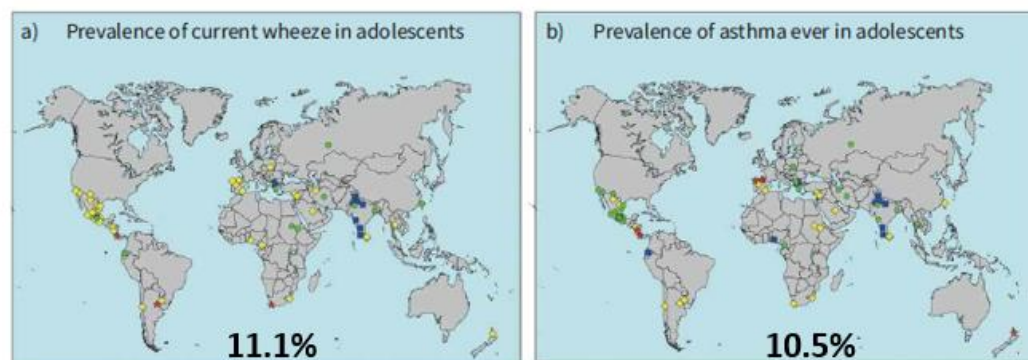 a) Prevalence of current wheeze in adolescents
11.1%
b) Prevalence of asthma ever in adolescents
10.5%